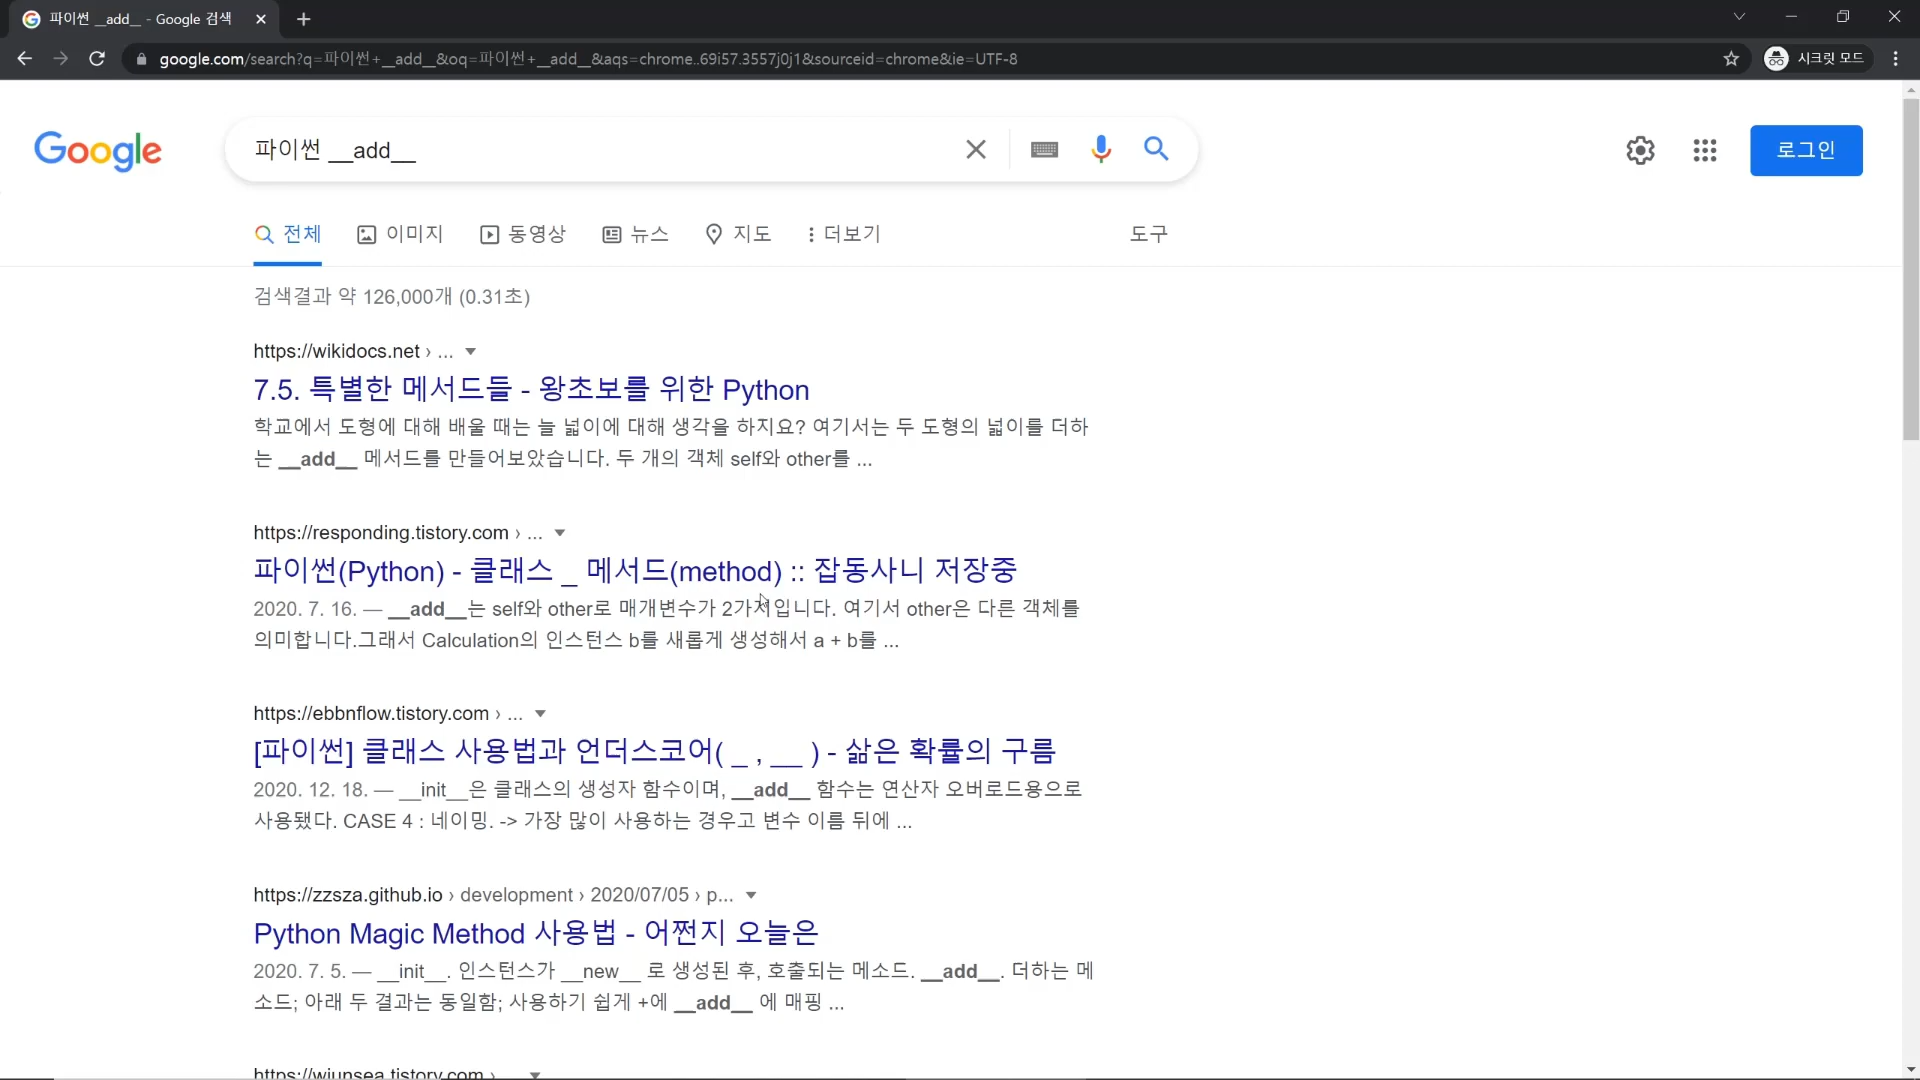 파이썬 __add__ - Google 검색
google.com/search?q=파이썬+__add__&oq=파이썬+__add__&aqs=chrome..69i57.3557j0j1&sourceid=chrome&ie=UTF-8
시크릿 모드
Google
파이썬 __add__
로그인
전체 이미지 동영상 뉴스 지도 더보기 도구
검색결과 약 126,000개 (0.31초)
https://wikidocs.net › ...
7.5. 특별한 메서드들 - 왕초보를 위한 Python
학교에서 도형에 대해 배울 때는 늘 넓이에 대해 생각을 하지요? 여기서는 두 도형의 넓이를 더하
는 __add__ 메서드를 만들어보았습니다. 두 개의 객체 self와 other를 ...
https://responding.tistory.com › ...
파이썬(Python) - 클래스 _ 메서드(method) :: 잡동사니 저장중
2020. 7. 16. — __add__는 self와 other로 매개변수가 2가지입니다. 여기서 other은 다른 객체를
의미합니다.그래서 Calculation의 인스턴스 b를 새롭게 생성해서 a + b를 ...
https://ebbnflow.tistory.com › ...
[파이썬] 클래스 사용법과 언더스코어( _ , __ ) - 삶은 확률의 구름
2020. 12. 18. — __init__은 클래스의 생성자 함수이며, __add__ 함수는 연산자 오버로드용으로
사용됐다. CASE 4 : 네이밍. -> 가장 많이 사용하는 경우고 변수 이름 뒤에 ...
https://zzsza.github.io › development › 2020/07/05 › p...
Python Magic Method 사용법 - 어쩐지 오늘은
2020. 7. 5. — __init__. 인스턴스가 __new__ 로 생성된 후, 호출되는 메소드. __add__. 더하는 메
소드; 아래 두 결과는 동일함; 사용하기 쉽게 +에 __add__ 에 매핑 ...
https://wjunsea.tistory.com ›